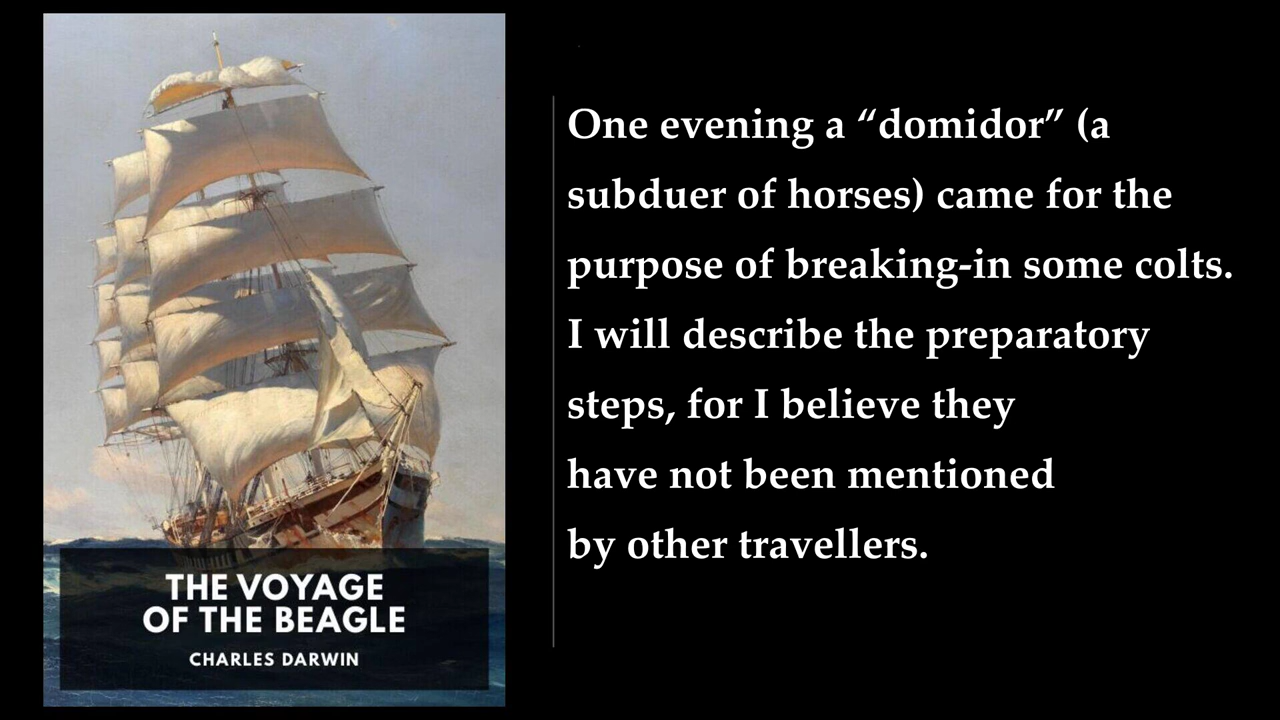 THE VOYAGE
OF THE BEAGLE
CHARLES DARWIN
One evening a “domidor” (a
subduer of horses) came for the
purpose of breaking-in some colts.
I will describe the preparatory
steps, for I believe they
have not been mentioned
by other travellers.